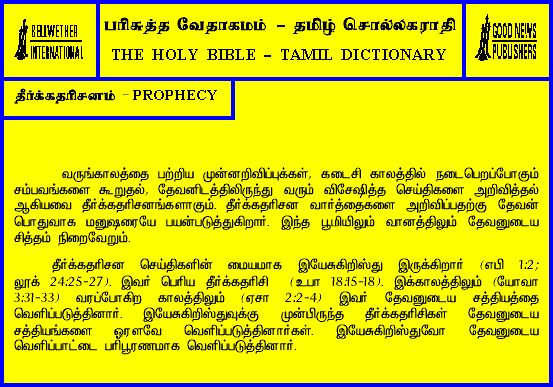 BELLWETHER
INTERNATIONAL
பரிசுத்த வேதாகமம் – தமிழ் சொல்லகராதி
THE HOLY BIBLE – TAMIL DICTIONARY
GOOD NEWS
PUBLISHERS
தீர்க்கதரிசனம் - PROPHECY
வருங்காலத்தை பற்றிய முன்னறிவிப்புக்கள், கடைசி காலத்தில் நடைபெறப்போகும்
சம்பவங்களை கூறுதல், தேவனிடத்திலிருந்து வரும் விசேஷித்த செய்திகளை அறிவித்தல்
ஆகியவை தீர்க்கதரிசனங்களாகும். தீர்க்கதரிசன வார்த்தைகளை அறிவிப்பதற்கு தேவன்
பொதுவாக மனுஷரையே பயன்படுத்துகிறார். இந்த பூமியிலும் வானத்திலும் தேவனுடைய
சித்தம் நிறைவேறும்.
தீர்க்கதரிசன செய்திகளின் மையமாக இயேசுகிறிஸ்து இருக்கிறார் (எபி 1:2;
லூக் 24:25-27). இவர் பெரிய தீர்க்கதரிசி (உபா 18:15-18). இக்காலத்திலும் (யோவா
3:31-33) வரப்போகிற காலத்திலும் (ஏசா 2:2-4) இவர் தேவனுடைய சத்தியத்தை
வெளிப்படுத்தினார். இயேசுகிறிஸ்துவுக்கு முன்பிருந்த தீர்க்கதரிசிகள் தேவனுடைய
சத்தியங்களை ஓரளவே வெளிப்படுத்தினார்கள். இயேசுகிறிஸ்துவோ தேவனுடைய
வெளிப்பாட்டை பரிபூரணமாக வெளிப்படுத்தினார்.